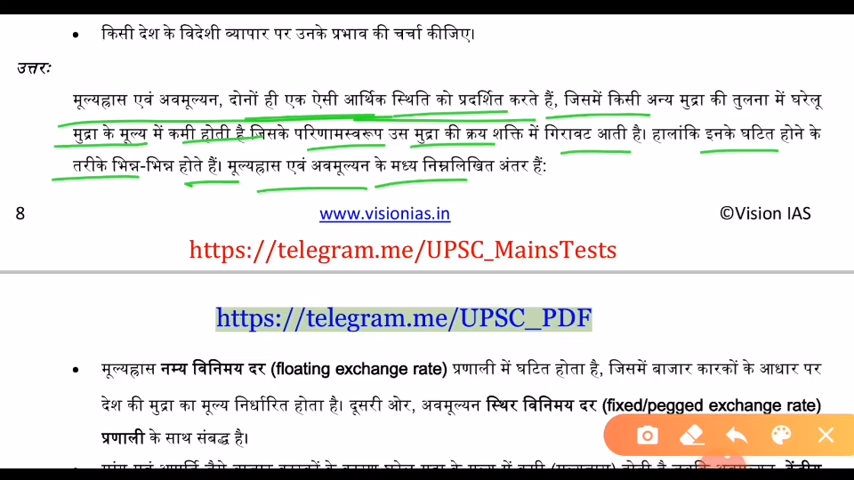 • किसी देश के विदेशी व्यापार पर उनके प्रभाव की चर्चा कीजिए।
उत्तरः
मूल्यह्रास एवं अवमूल्यन, दोनों ही एक ऐसी आर्थिक स्थिति को प्रदर्शित करते हैं, जिसमें किसी अन्य मुद्रा की तुलना में घरेलू
मुद्रा के मूल्य में कमी होती है जिसके परिणामस्वरूप उस मुद्रा की क्रय शक्ति में गिरावट आती है। हालांकि इनके घटित होने के
तरीके भिन्न-भिन्न होते हैं। मूल्यह्रास एवं अवमूल्यन के मध्य निम्नलिखित अंतर हैं:
8 www.visionias.in ©Vision IAS
https://telegram.me/UPSC_MainsTests
https://telegram.me/UPSC_PDF
• मूल्यह्रास नम्य विनिमय दर (floating exchange rate) प्रणाली में घटित होता है, जिसमें बाजार कारकों के आधार पर
देश की मुद्रा का मूल्य निर्धारित होता है। दूसरी ओर, अवमूल्यन स्थिर विनिमय दर (fixed/pegged exchange rate)
प्रणाली के साथ संबद्ध है।